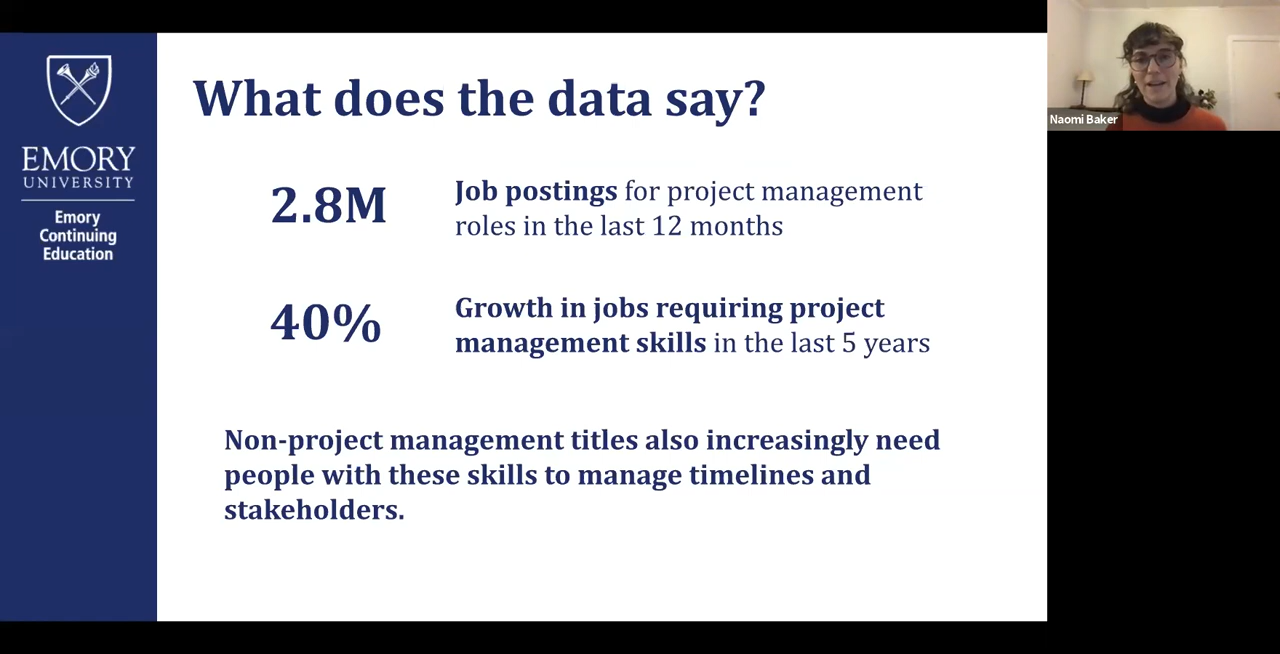 What does the data say?
EMORY
UNIVERSITY
Emory
Continuing
Education
2.8M
Job postings for project management
roles in the last 12 months
40%
Growth in jobs requiring project
management skills in the last 5 years
Non-project management titles also increasingly need
people with these skills to manage timelines and
stakeholders.
Naomi Baker